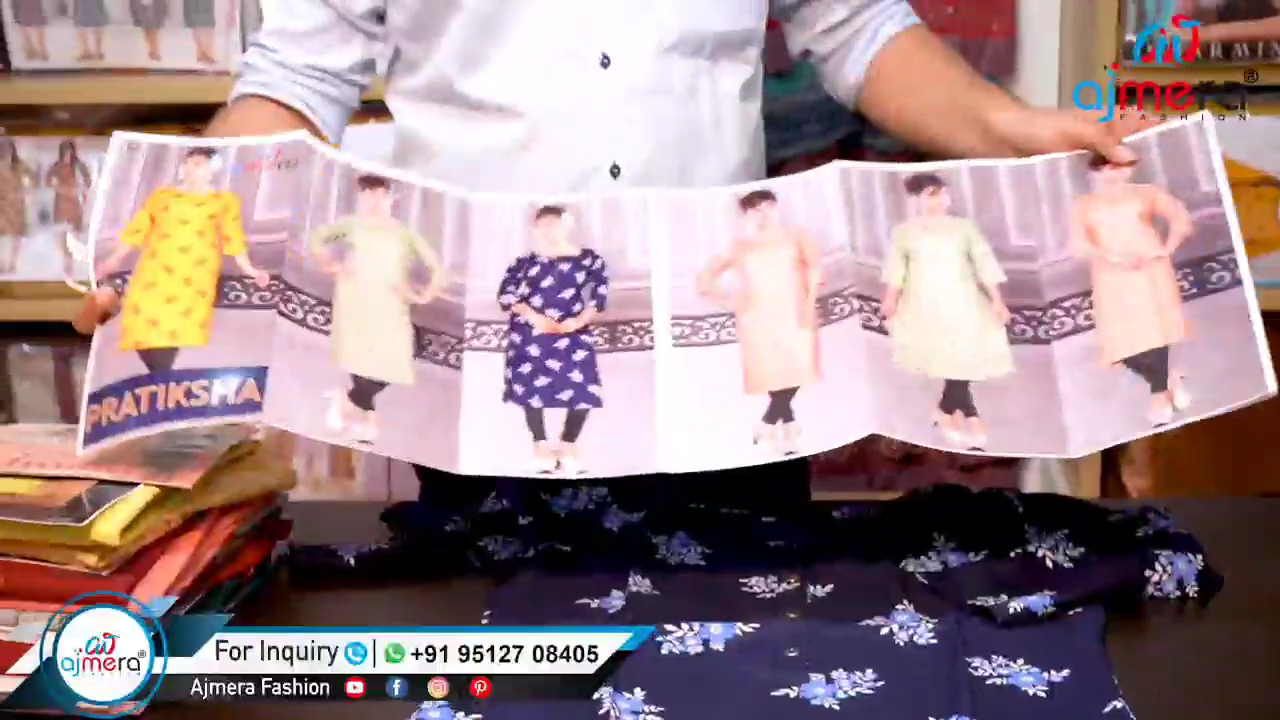 ajmera®
FASHION
PRATIKSHA
ajmera®
For Inquiry | +91 95127 08405
Ajmera Fashion